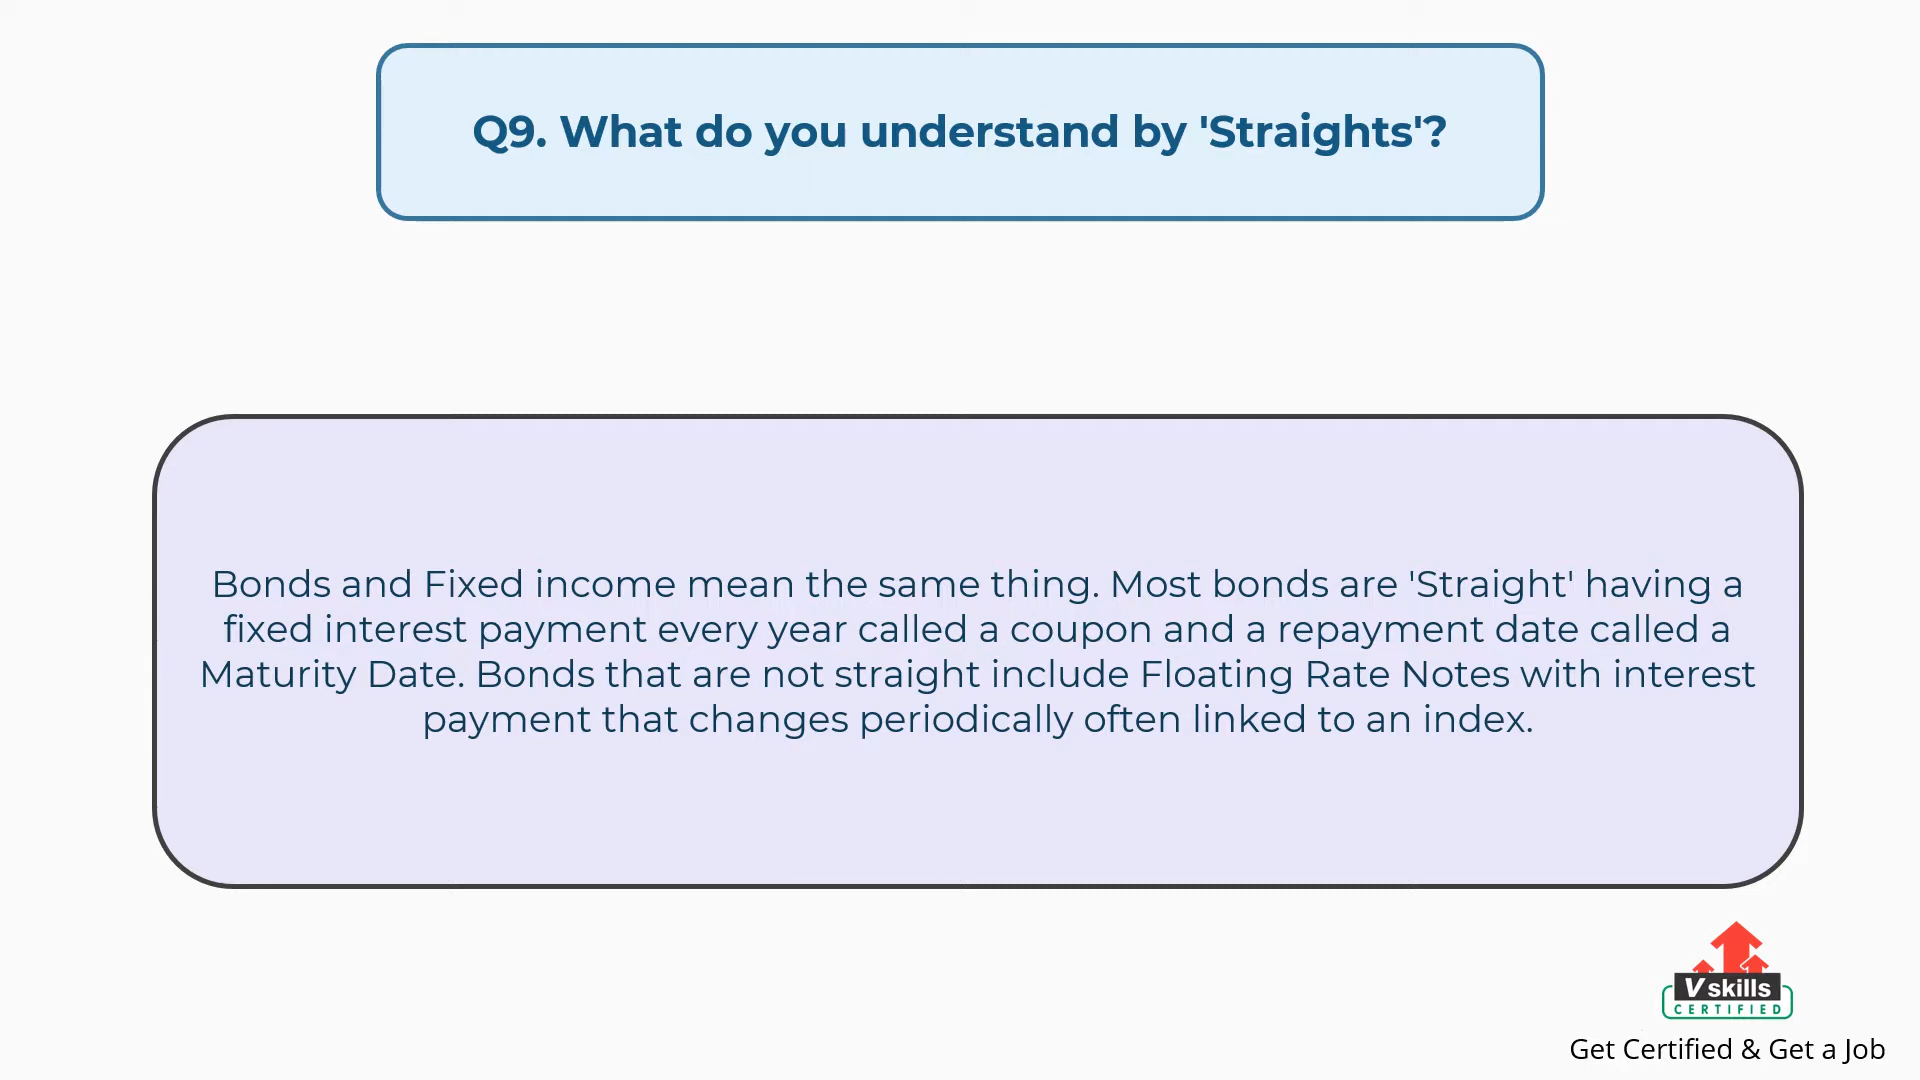 Q9. What do you understand by 'Straights'?
Bonds and Fixed income mean the same thing. Most bonds are 'Straight' having a
fixed interest payment every year called a coupon and a repayment date called a
Maturity Date. Bonds that are not straight include Floating Rate Notes with interest
payment that changes periodically often linked to an index.
Vskills
CERTIFIED
Get Certified & Get a Job